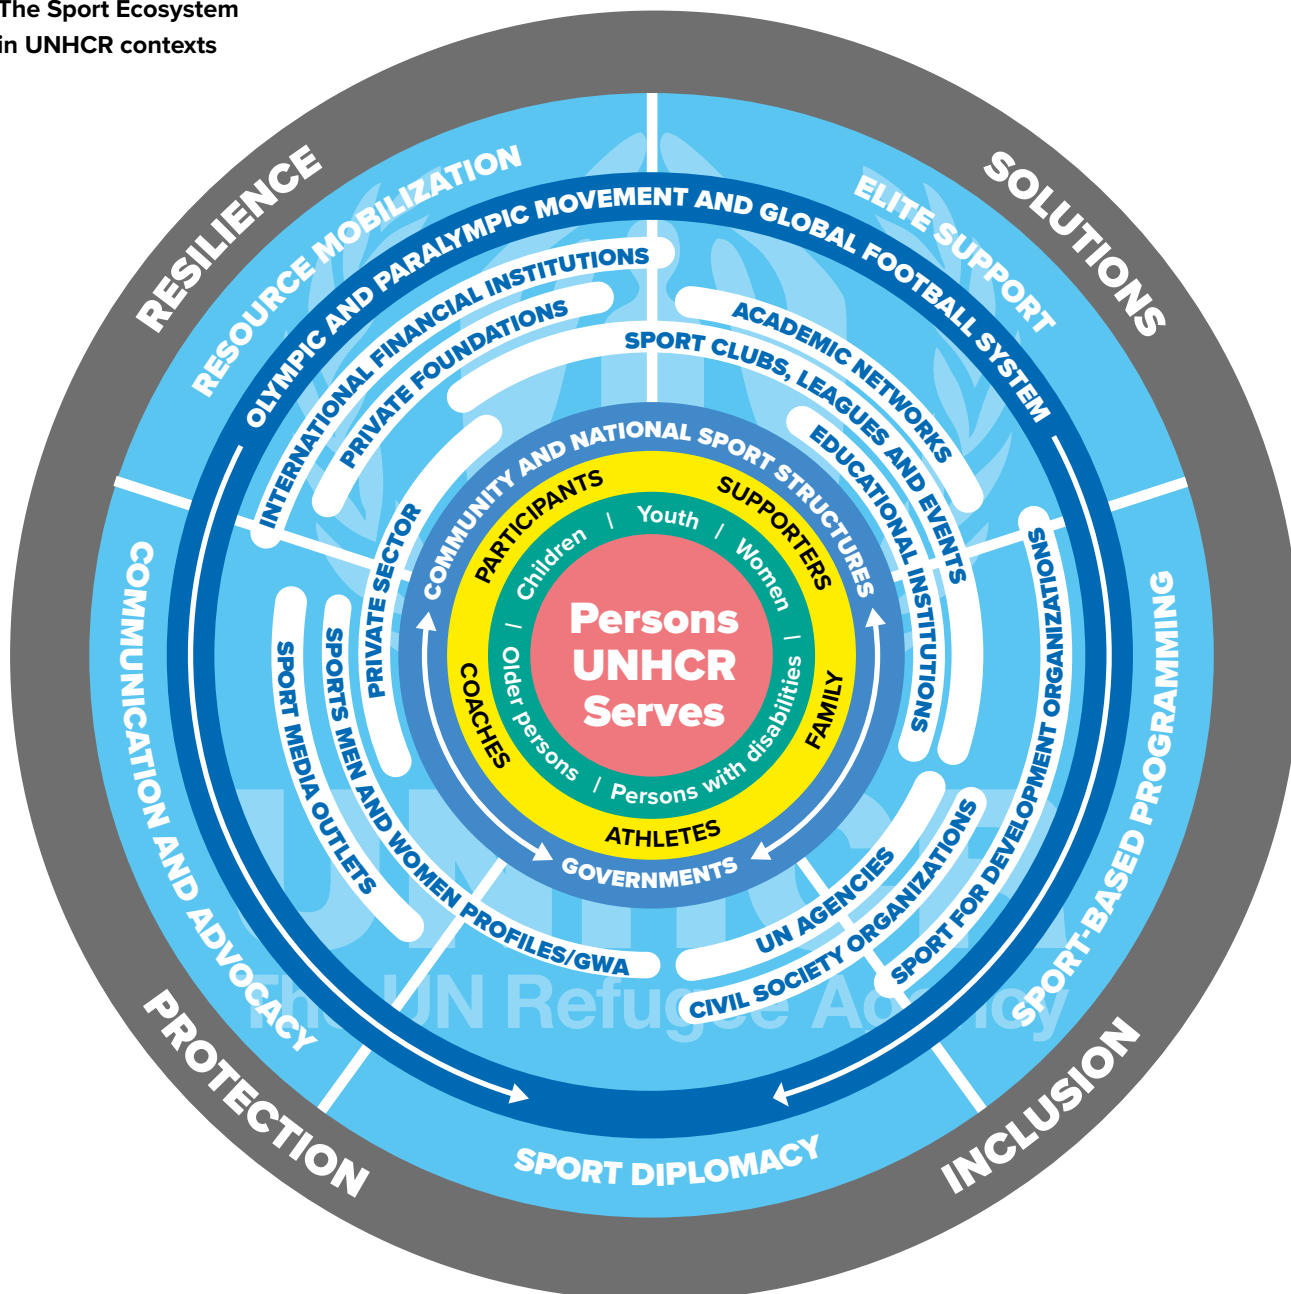 The Sport Ecosystem
in UNHCR contexts
RESILIENCE
SOLUTIONS
RESOURCE MOBILIZATION
ELITE SUPPORT
OLYMPIC AND PARALYMPIC MOVEMENT AND GLOBAL FOOTBALL SYSTEM
INTERNATIONAL FINANCIAL INSTITUTIONS
PRIVATE FOUNDATIONS
ACADEMIC NETWORKS
SPORT CLUBS, LEAGUES AND EVENTS
EDUCATIONAL INSTITUTIONS
PRIVATE SECTOR
COMMUNITY AND NATIONAL SPORT STRUCTURES
PARTICIPANTS
SUPPORTERS
Children | Youth | Women | Persons with disabilities | Older persons |
Persons
UNHCR
Serves
COACHES
FAMILY
ATHLETES
GOVERNMENTS
SPORTS MEN AND WOMEN PROFILES/GWA
SPORT MEDIA OUTLETS
UN AGENCIES
CIVIL SOCIETY ORGANIZATIONS
SPORT FOR DEVELOPMENT ORGANIZATIONS
COMMUNICATION AND ADVOCACY
SPORT-BASED PROGRAMMING
UNHCR
The UN Refugee Agency
SPORT DIPLOMACY
PROTECTION
INCLUSION